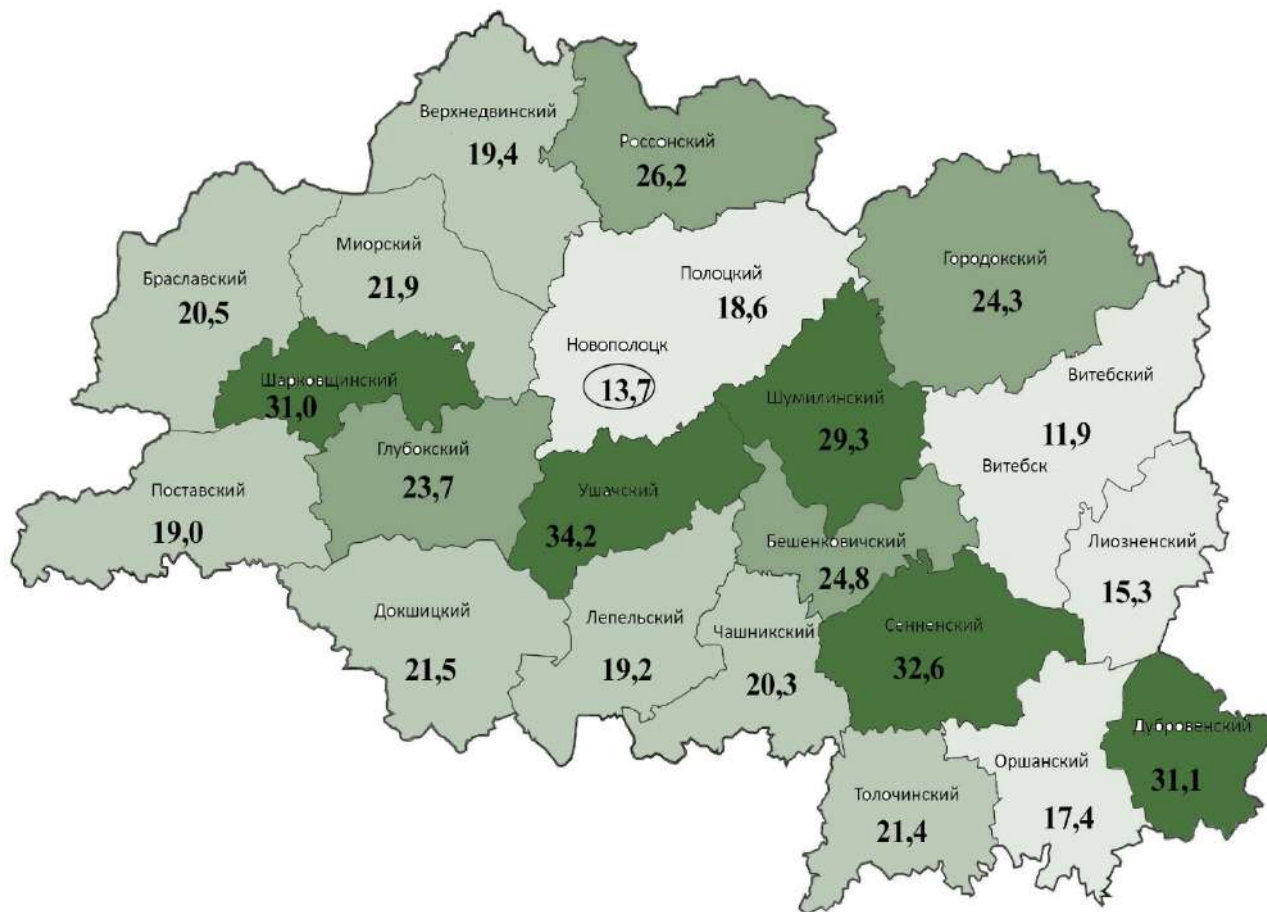 Верхнедвинский
19,4
Россонский
26,2
Миорский
21,9
Браславский
20,5
Полоцкий
18,6
Городокский
24,3
Новополоцк
13,7
Шарковщинский
31,0
Шумилинский
29,3
Витебский
11,9
Витебск
Глубокский
23,7
Ушачский
34,2
Поставский
19,0
Бешенковичский
24,8
Лиозненский
15,3
Докшицкий
21,5
Лепельский
19,2
Чашникский
20,3
Сенненский
32,6
Дубровенский
31,1
Оршанский
17,4
Толочинский
21,4